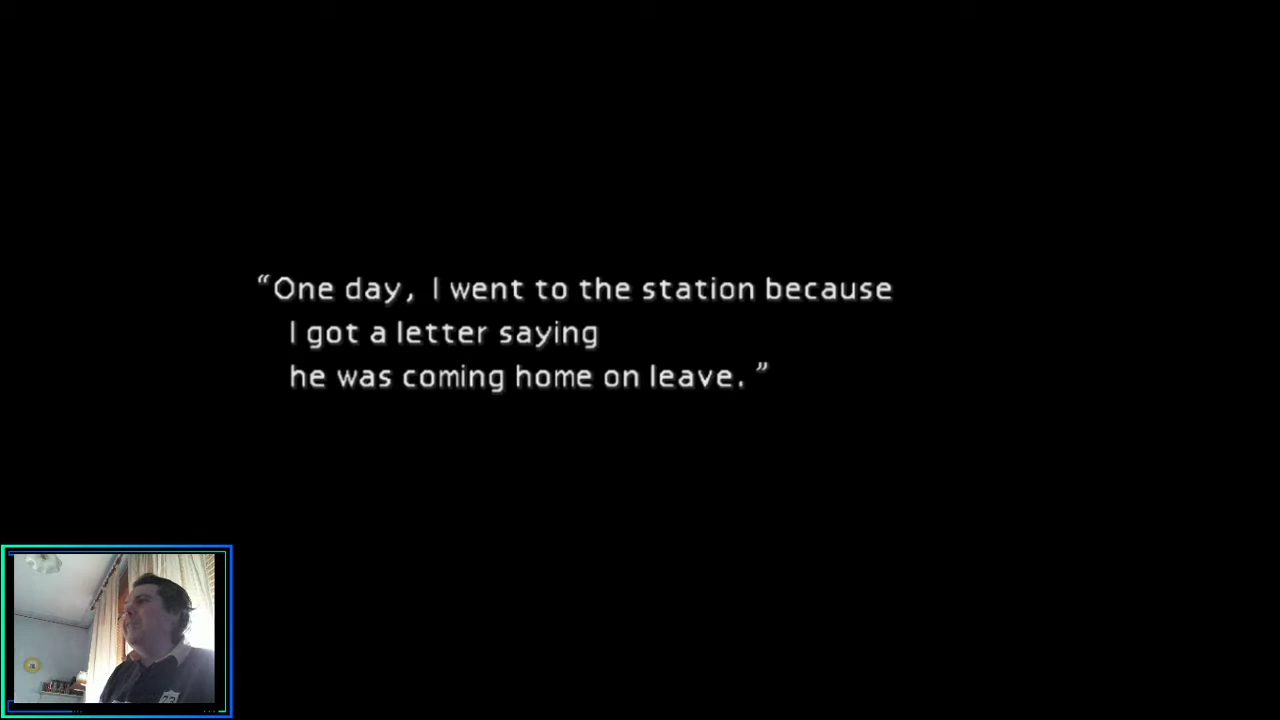 “One day, I went to the station because
I got a letter saying
he was coming home on leave.”